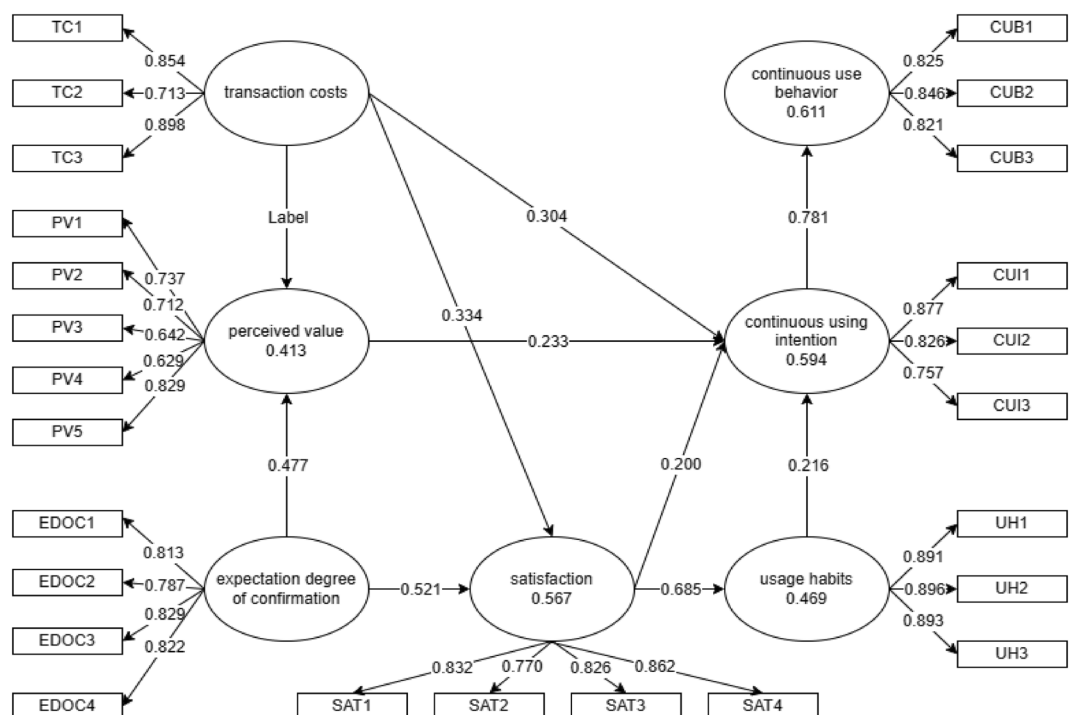 TC1
0.854
TC2
0.713
0.898
TC3
transaction costs
continuous use
behavior
0.611
CUB1
0.825
0.846
CUB2
0.821
CUB3
Label
0.304
0.781
PV1
0.737
PV2
0.712
PV3
0.642
PV4
0.629
0.829
PV5
perceived value
0.413
0.334
0.233
continuous using
intention
0.594
CUI1
0.877
0.826
CUI2
0.757
CUI3
0.477
0.200
0.216
EDOC1
0.813
EDOC2
0.787
0.829
EDOC3
0.822
EDOC4
expectation degree
of confirmation
0.521
satisfaction
0.567
0.685
usage habits
0.469
UH1
0.891
0.896
UH2
0.893
UH3
0.832
0.770
0.826
0.862
SAT1
SAT2
SAT3
SAT4